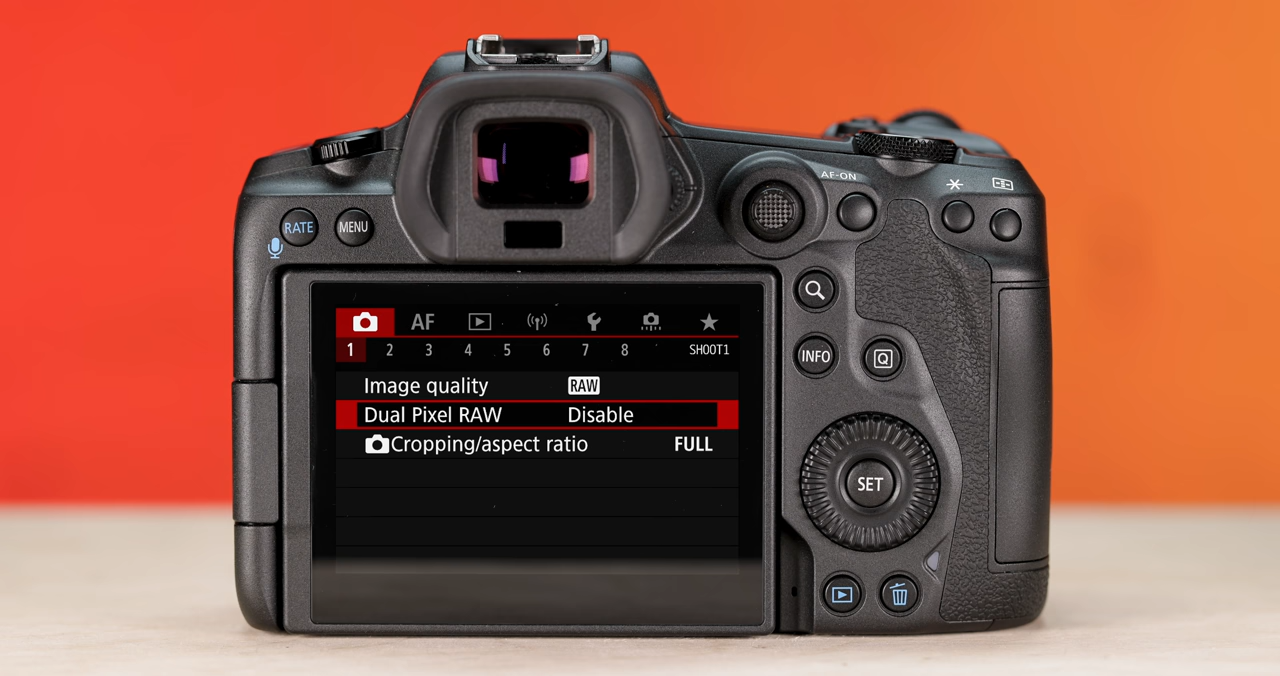 AF-ON
RATE
MENU
AF
1 2 3 4 5 6 7 8 SHOOT1
Image quality RAW
Dual Pixel RAW Disable
Cropping/aspect ratio FULL
INFO
Q
SET